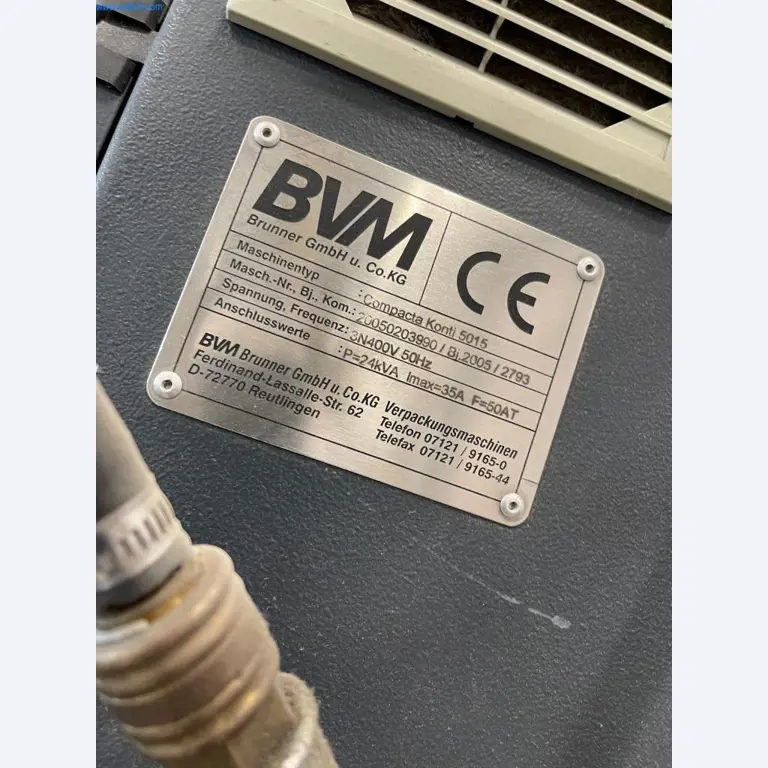 BVM
Brunner GmbH u. Co.KG
CE
Maschinentyp :Compacta Konti 5015
Masch.-Nr., Bj., Kom.: 20050203990 / Bj.2005 / 2793
Spannung, Frequenz: 3N400V 50Hz
Anschlusswerte :P=24kVA Imax=35A F=50AT
BVM Brunner GmbH u. Co.KG Verpackungsmaschinen
Ferdinand-Lassalle-Str. 62 Telefon 07121 / 9165-0
D-72770 Reutlingen Telefax 07121 / 9165-44